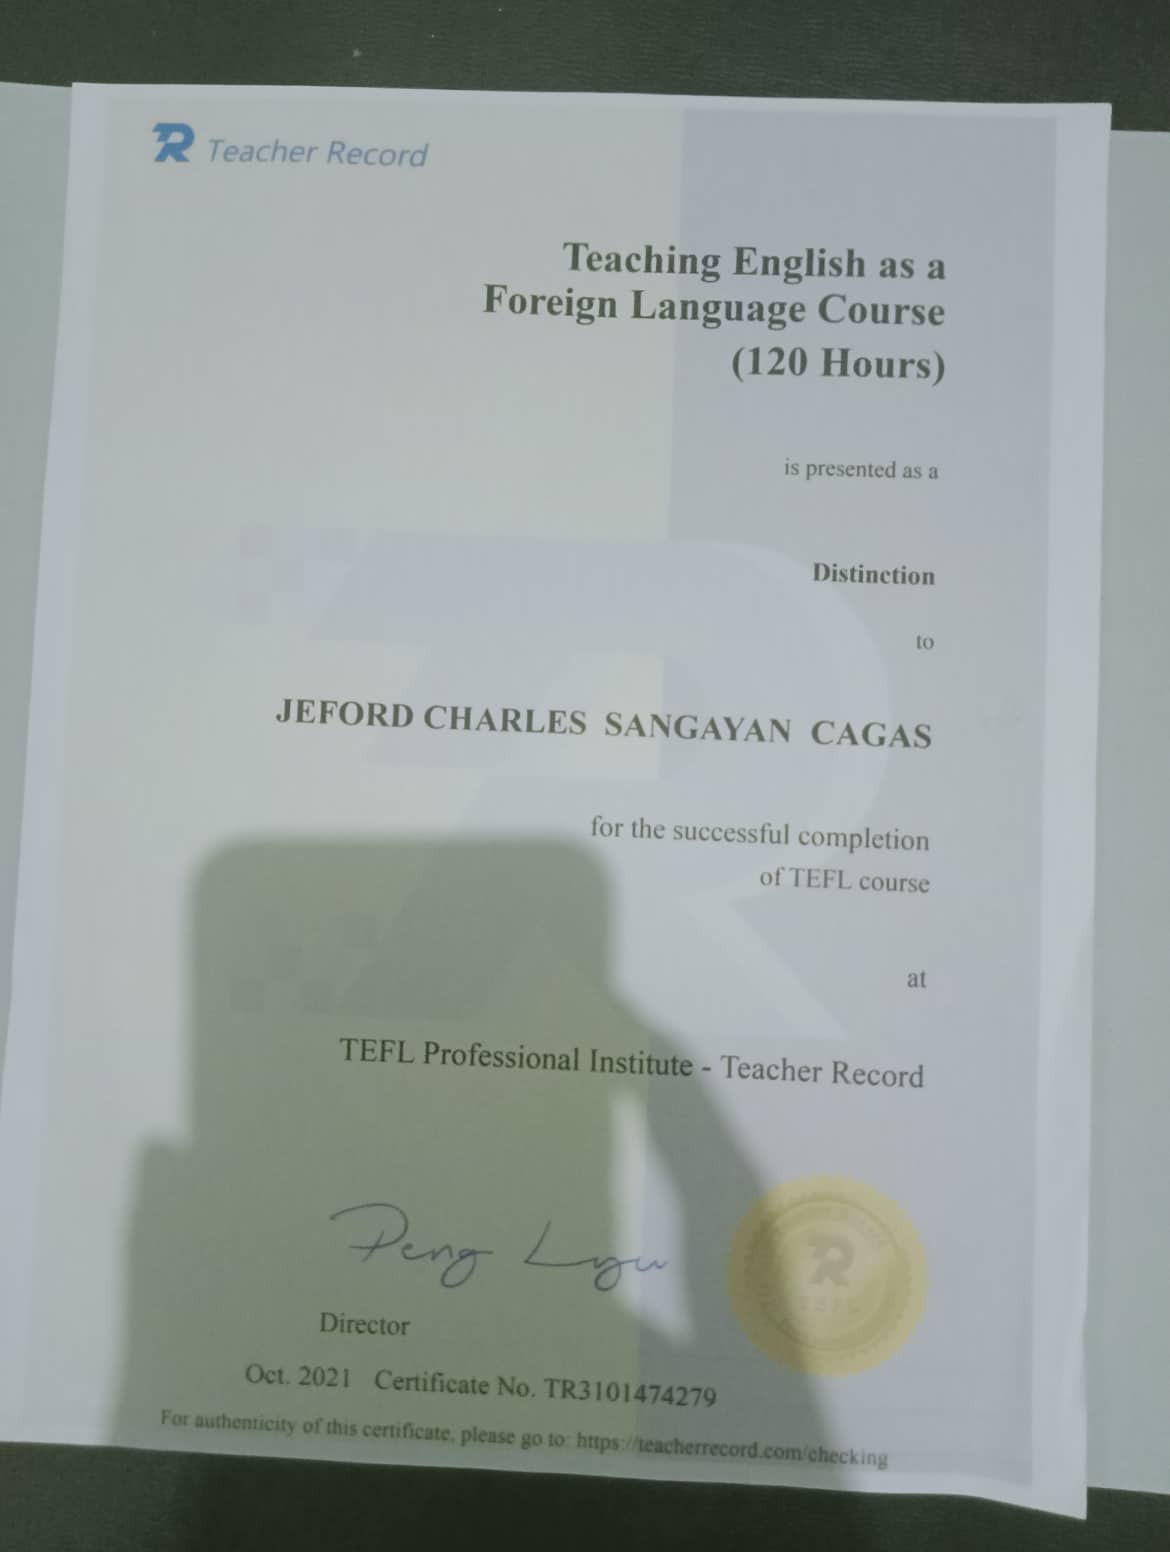 Teacher Record
Teaching English as a
Foreign Language Course
(120 Hours)
is presented as a
Distinction
to
JEFORD CHARLES SANGAYAN CAGAS
for the successful completion
of TEFL course
at
TEFL Professional Institute - Teacher Record
Peng Lyu
Director
Oct. 2021 Certificate No. TR3101474279
For authenticity of this certificate, please go to: https://teacherrecord.com/checking